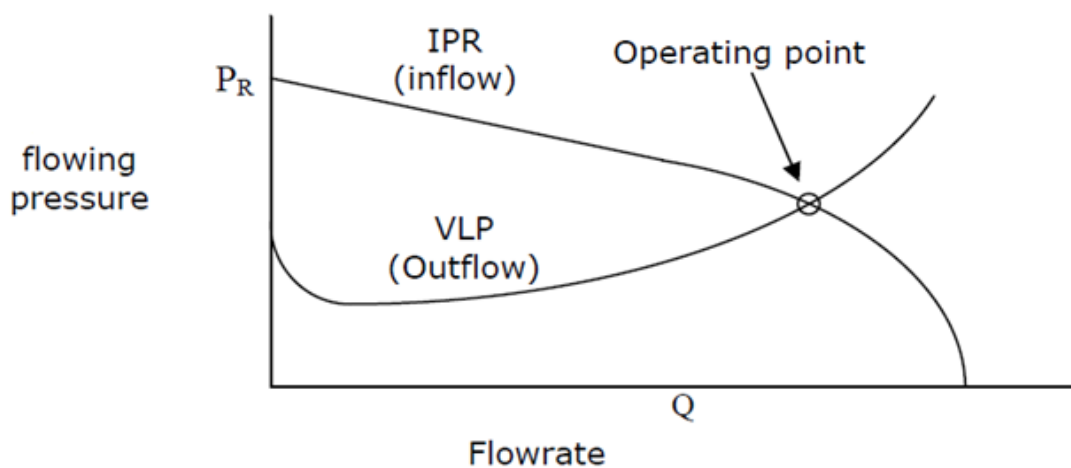 IPR
(inflow)
Operating point
PR
flowing
pressure
VLP
(Outflow)
Q
Flowrate